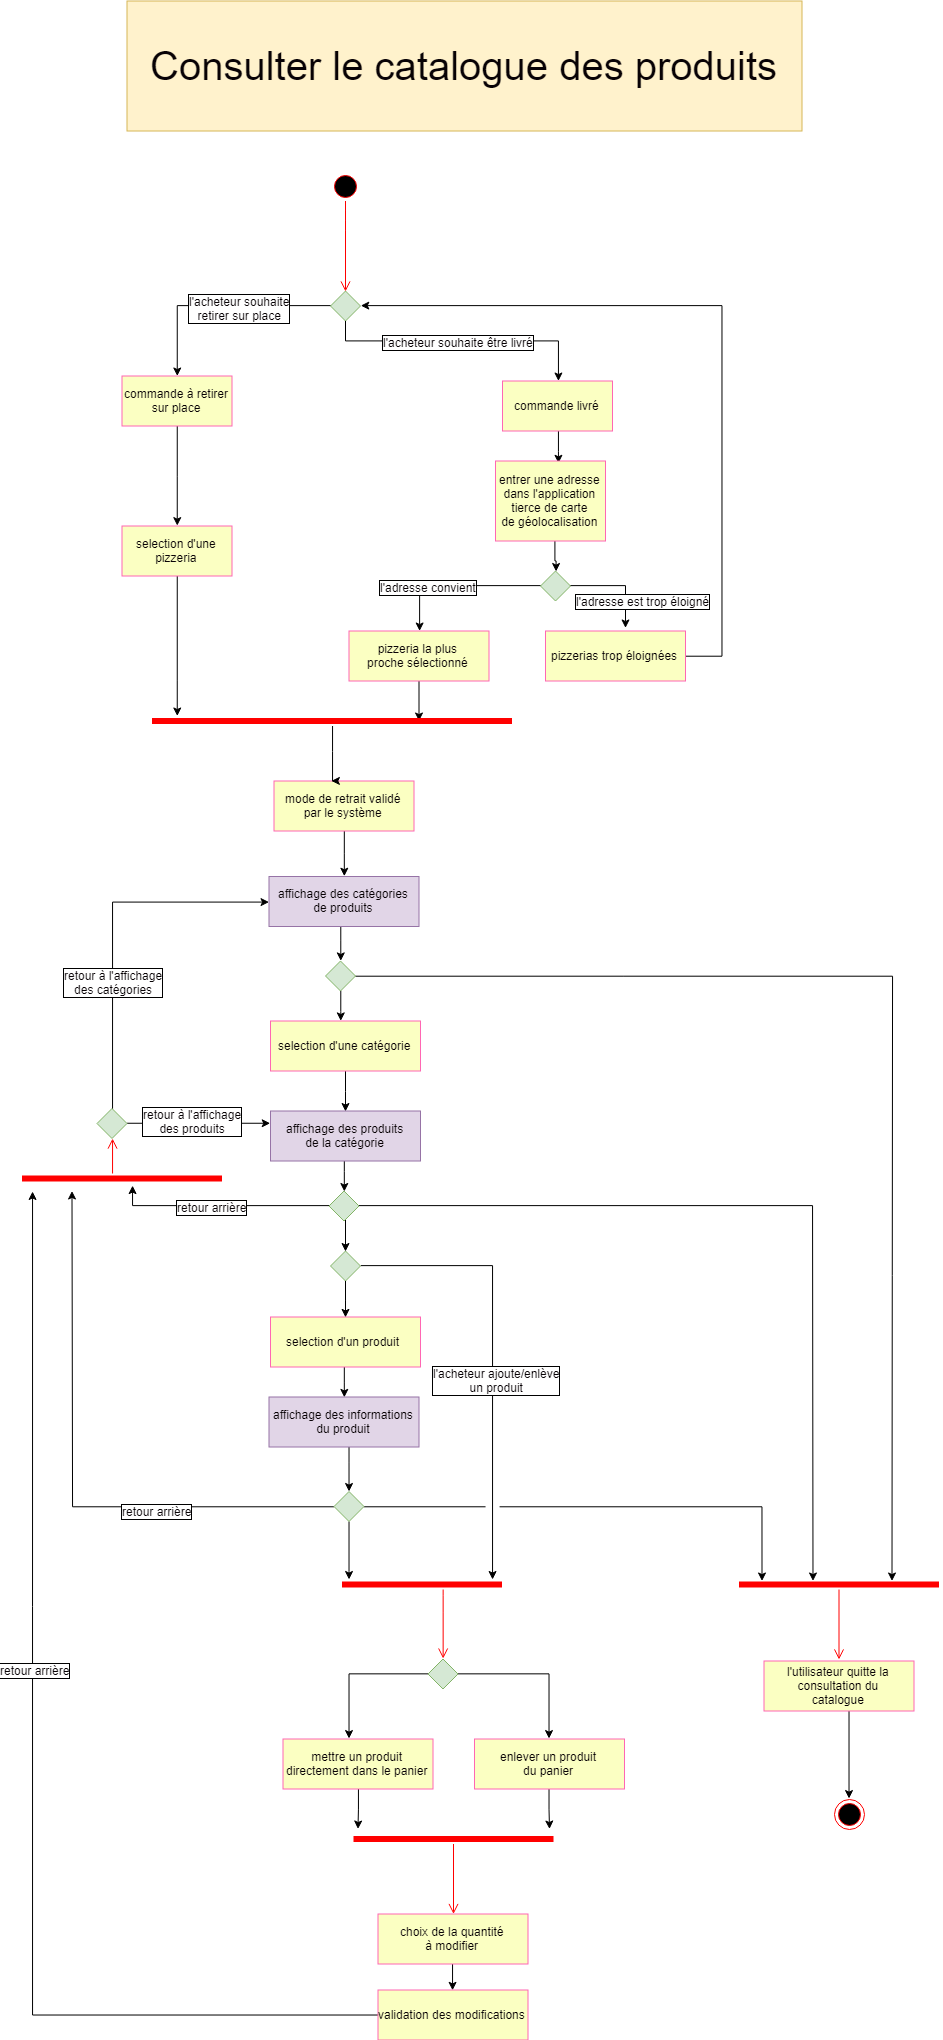 Consulter le catalogue des produits
l'acheteur souhaite
retirer sur place
l'acheteur souhaite être livré
commande à retirer
sur place
commande livré
entrer une adresse
dans l'application
tierce de carte
de géolocalisation
selection d'une
pizzeria
l'adresse convient
l'adresse est trop éloigné
pizzeria la plus
proche sélectionné
pizzerias trop éloignées
mode de retrait validé
par le système
affichage des catégories
de produits
retour à l'affichage
des catégories
selection d'une catégorie
retour à l'affichage
des produits
affichage des produits
de la catégorie
retour arrière
selection d'un produit
l'acheteur ajoute/enlève
un produit
affichage des informations
du produit
retour arrière
retour arrière
l'utilisateur quitte la
consultation du
catalogue
mettre un produit
directement dans le panier
enlever un produit
du panier
choix de la quantité
à modifier
validation des modifications